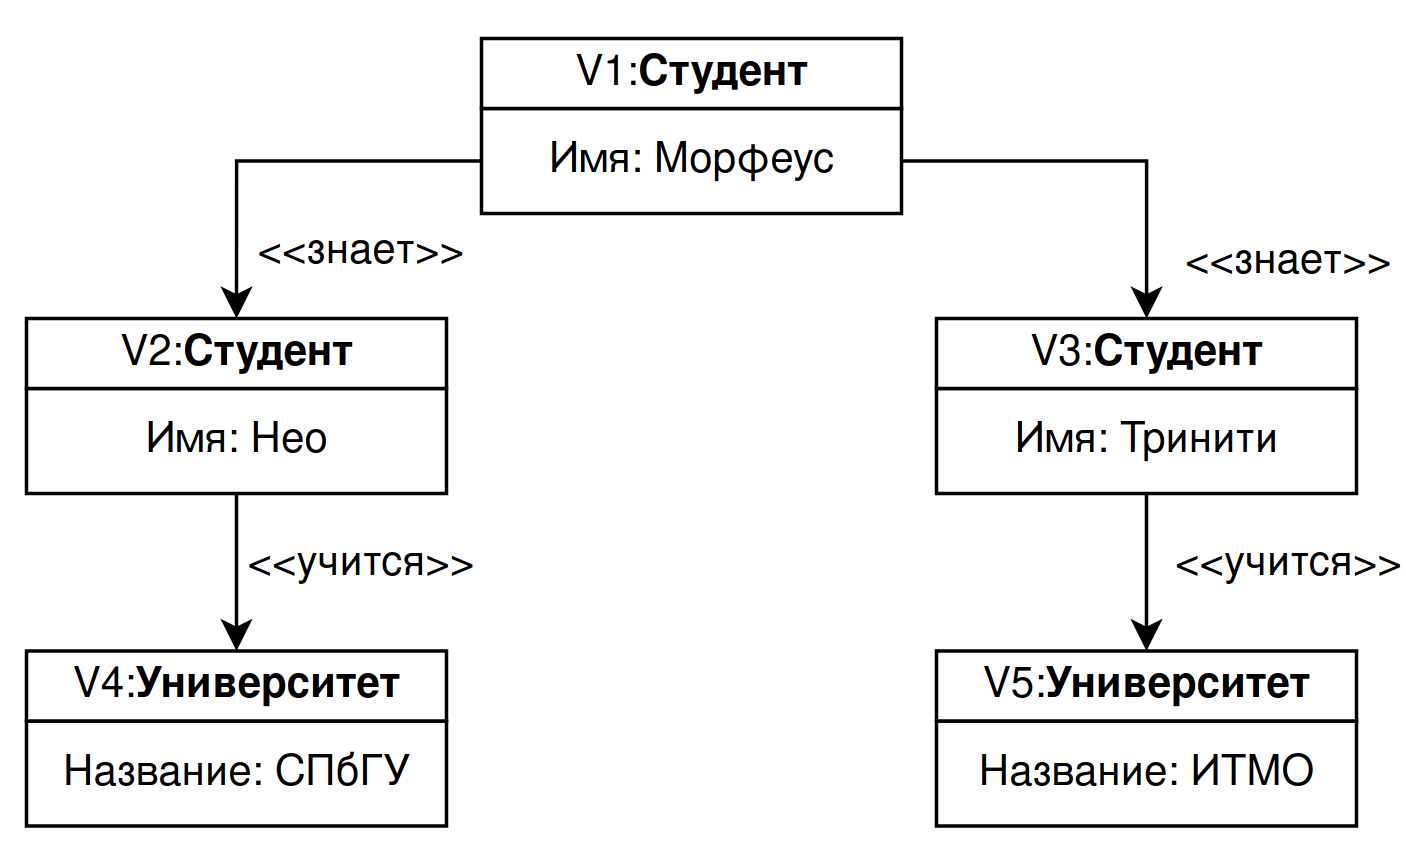 V1:Студент
Имя: Морфеус
<<знает>>
<<знает>>
V2:Студент
Имя: Нео
V3:Студент
Имя: Тринити
<<учится>>
<<учится>>
V4:Университет
Название: СПбГУ
V5:Университет
Название: ИТМО